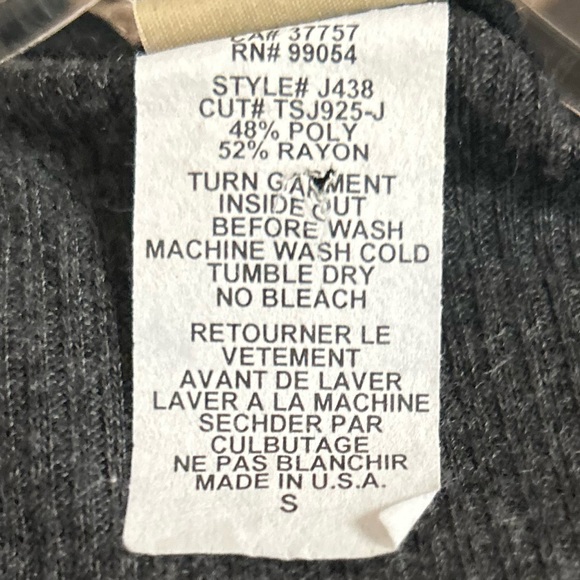 CA# 37757
RN# 99054
STYLE# J438
CUT# TSJ925-J
48% POLY
52% RAYON
TURN GARMENT
INSIDE OUT
BEFORE WASH
MACHINE WASH COLD
TUMBLE DRY
NO BLEACH
RETOURNER LE
VETEMENT
AVANT DE LAVER
LAVER A LA MACHINE
SECHDER PAR
CULBUTAGE
NE PAS BLANCHIR
MADE IN U.S.A.
S